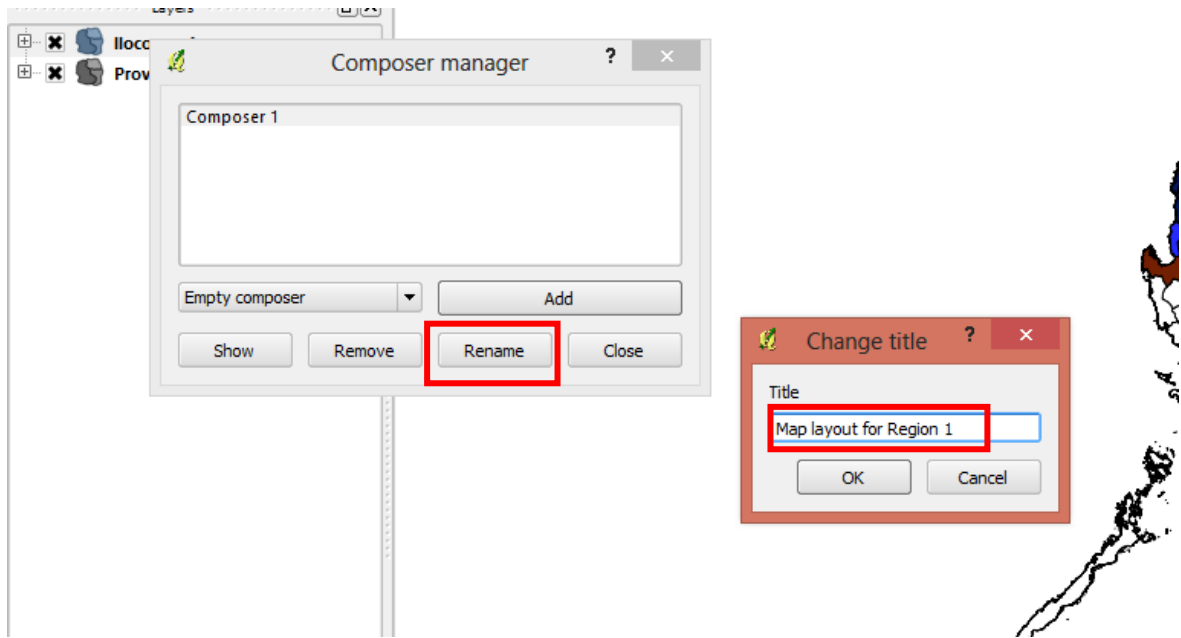 Layers
Composer manager
?
Prov
Composer 1
Empty composer
Add
Show
Remove
Rename
Close
Change title
?
Title
Map layout for Region 1
OK
Cancel